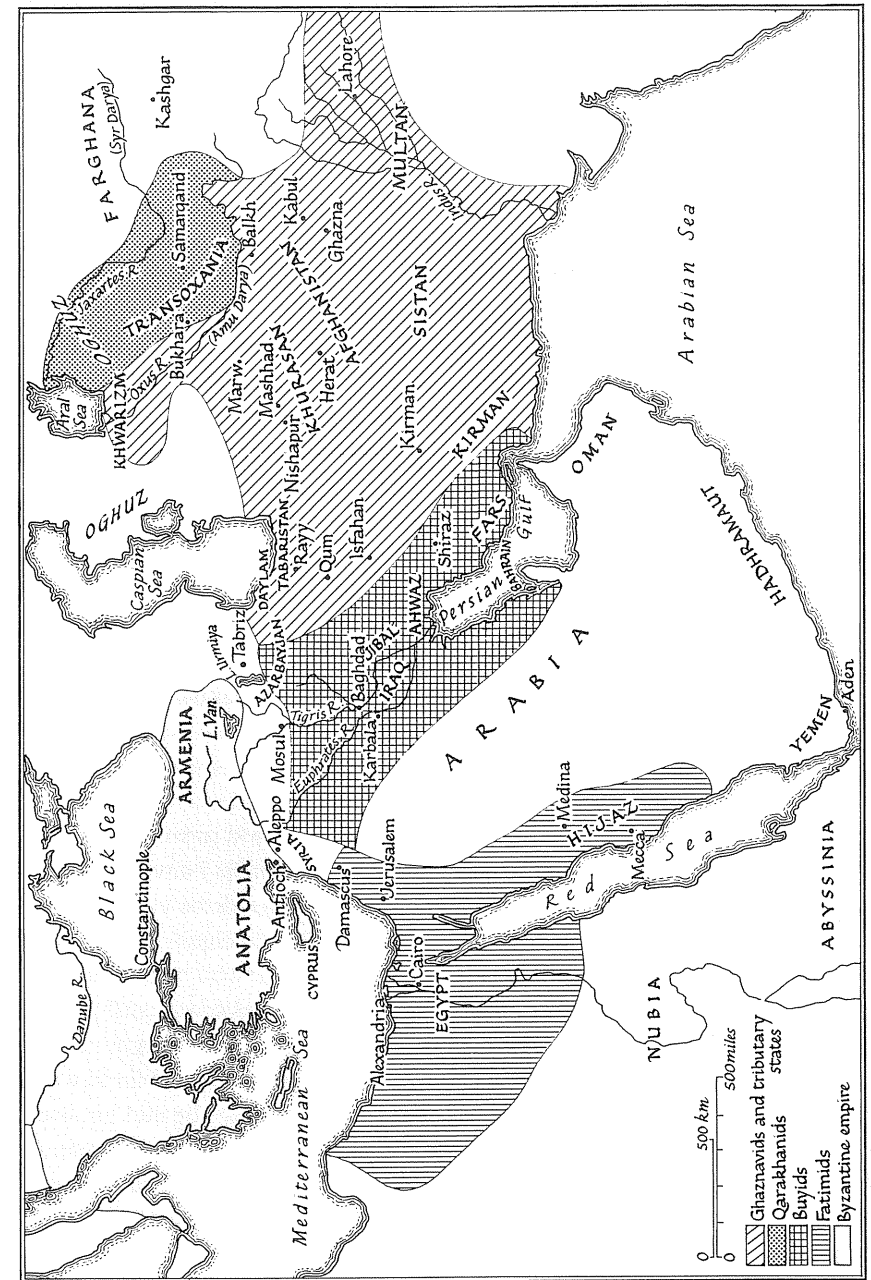 FARGHANA
(Syr Darya)
Kashgar
Lahore
MULTAN
Indus R.
Samarqand
OGHUZ
Jaxartes R.
TRANSOXANIA
Balkh
Kabul
Ghazna
Bukhara
(Amu Darya)
Oxus R.
AFGHANISTAN
SISTAN
Arabian Sea
Aral
Sea
KHWARIZM
Marw
Mashhad
KHURASAN
Herat
Nishapur
Kirman
KIRMAN
OMAN
OGHUZ
Caspian
Sea
DAYLAM
TABARISTAN
Rayy
Qum
Isfahan
Shiraz
FARS
Persian Gulf
BAHRAIN
HADHRAMAUT
Urmiya
Tabriz
AZARBAYJAN
JIBAL
AHWAZ
Baghdad
IRAQ
Tigris R.
Euphrates R.
Karbala
ARABIA
ARMENIA
L.Van
Mosul
Aleppo
SYRIA
Antioch
Black Sea
Constantinople
ANATOLIA
CYPRUS
Damascus
Jerusalem
Medina
HIJAZ
Mecca
Red Sea
YEMEN
Aden
Danube R.
Mediterranean Sea
Alexandria
Cairo
EGYPT
NUBIA
ABYSSINIA
0 500 km
0 500 miles
Ghaznavids and tributary
states
Qarakhanids
Buyids
Fatimids
Byzantine empire